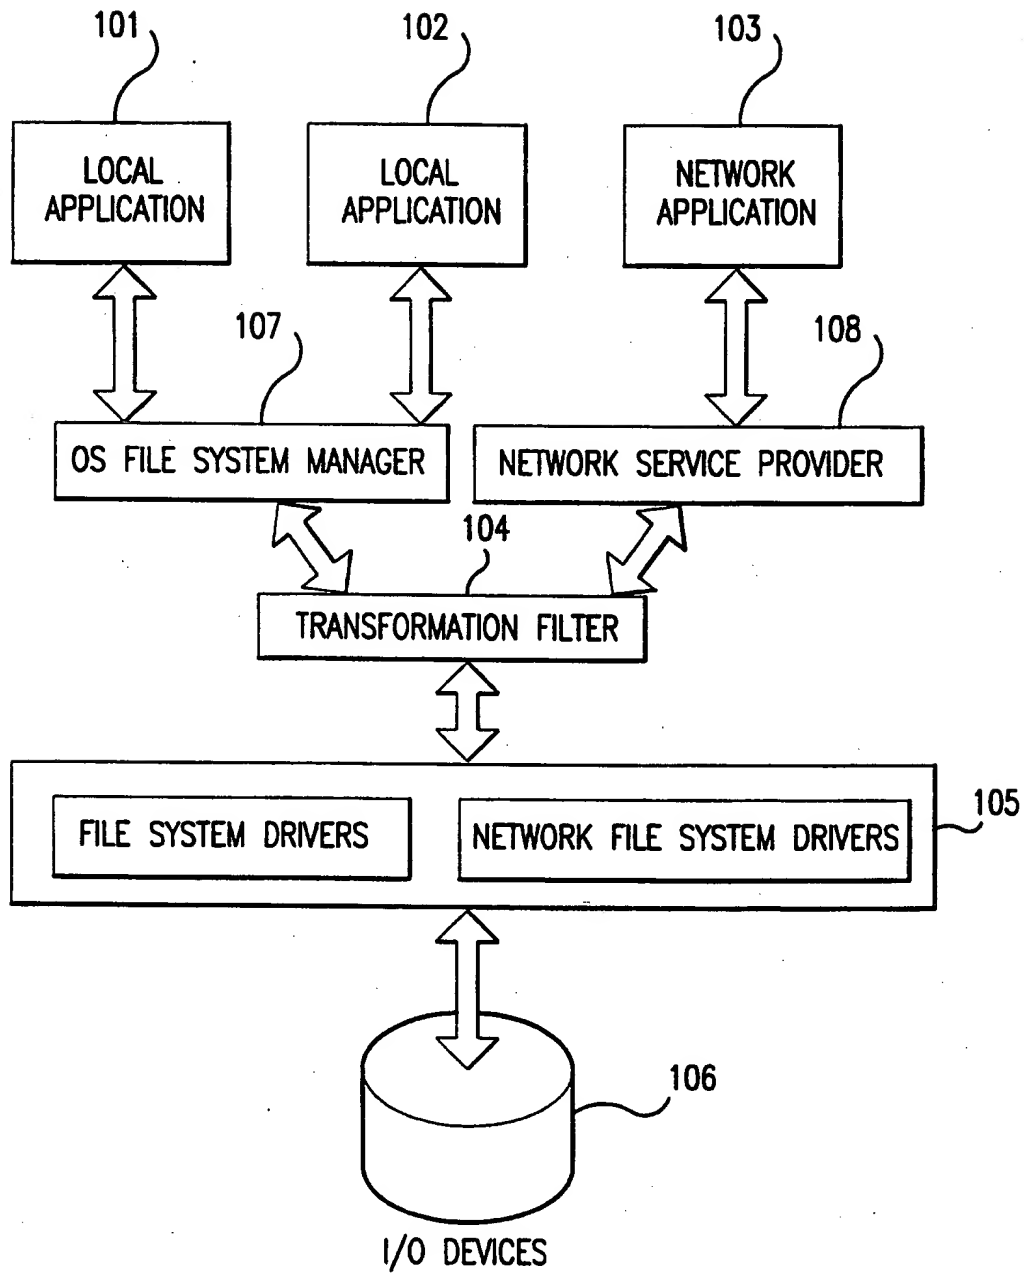 101
102
103
LOCAL
APPLICATION
LOCAL
APPLICATION
NETWORK
APPLICATION
107
108
OS FILE SYSTEM MANAGER
NETWORK SERVICE PROVIDER
104
TRANSFORMATION FILTER
105
FILE SYSTEM DRIVERS
NETWORK FILE SYSTEM DRIVERS
106
I/O DEVICES